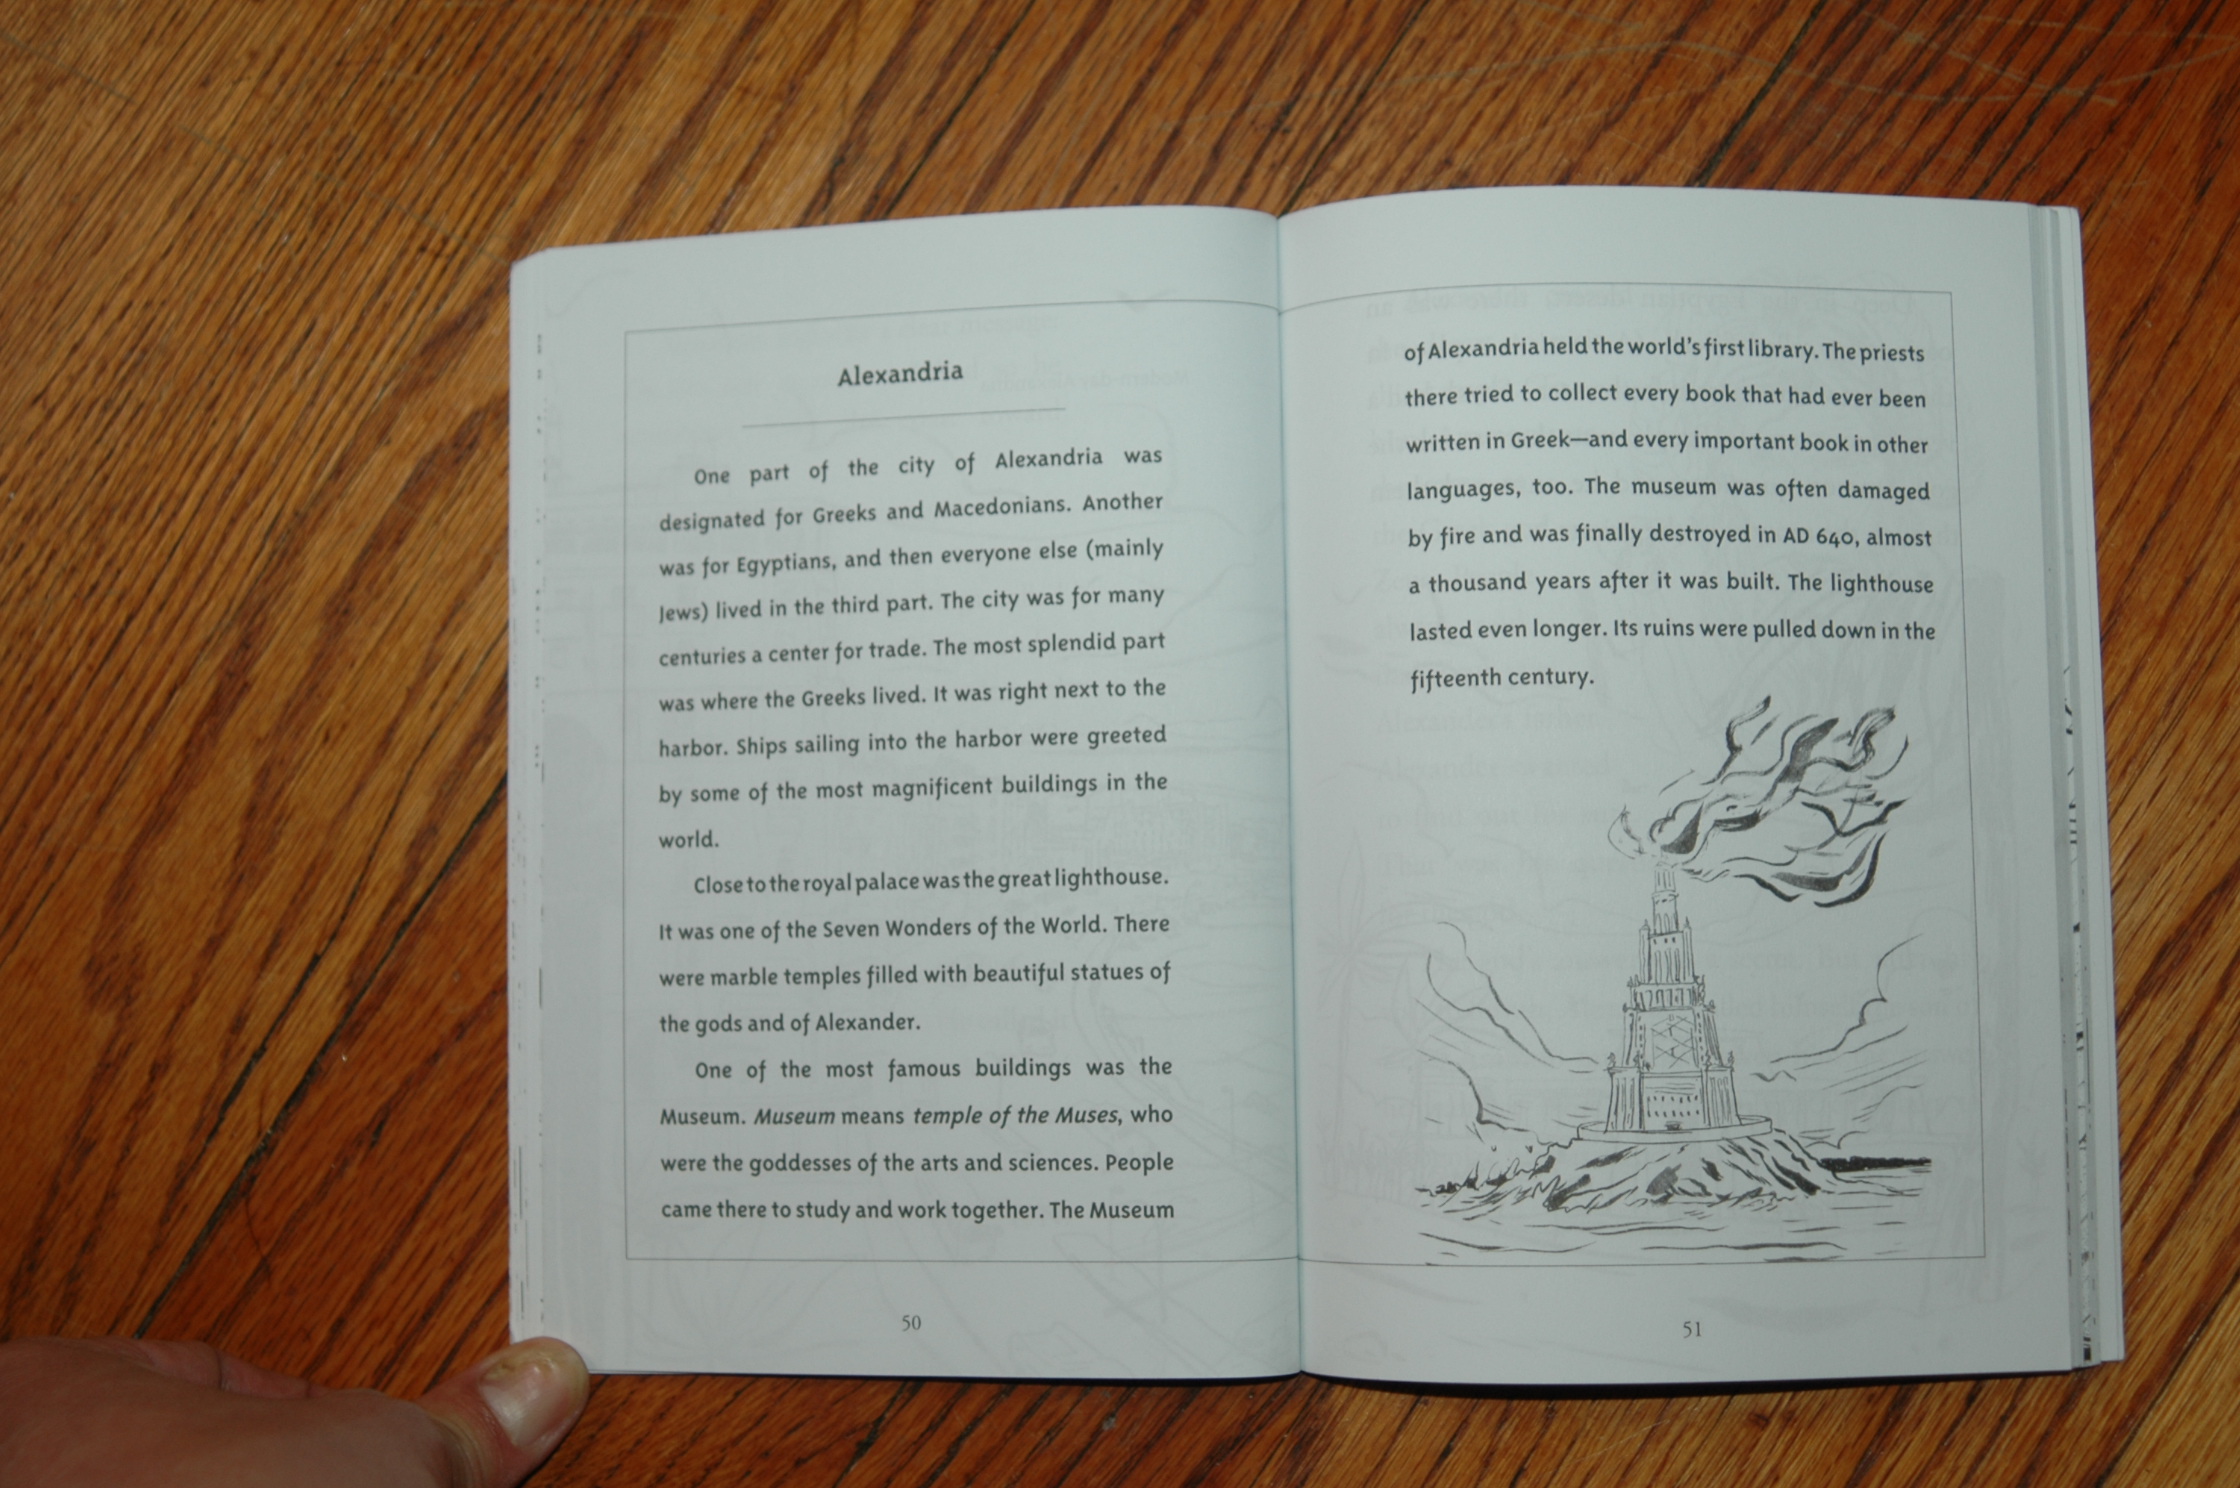 Alexandria
One part of the city of Alexandria was
designated for Greeks and Macedonians. Another
was for Egyptians, and then everyone else (mainly
Jews) lived in the third part. The city was for many
centuries a center for trade. The most splendid part
was where the Greeks lived. It was right next to the
harbor. Ships sailing into the harbor were greeted
by some of the most magnificent buildings in the
world.
Close to the royal palace was the great lighthouse.
It was one of the Seven Wonders of the World. There
were marble temples filled with beautiful statues of
the gods and of Alexander.
One of the most famous buildings was the
Museum. Museum means temple of the Muses, who
were the goddesses of the arts and sciences. People
came there to study and work together. The Museum
50
of Alexandria held the world's first library. The priests
there tried to collect every book that had ever been
written in Greek—and every important book in other
languages, too. The museum was often damaged
by fire and was finally destroyed in AD 640, almost
a thousand years after it was built. The lighthouse
lasted even longer. Its ruins were pulled down in the
fifteenth century.
51